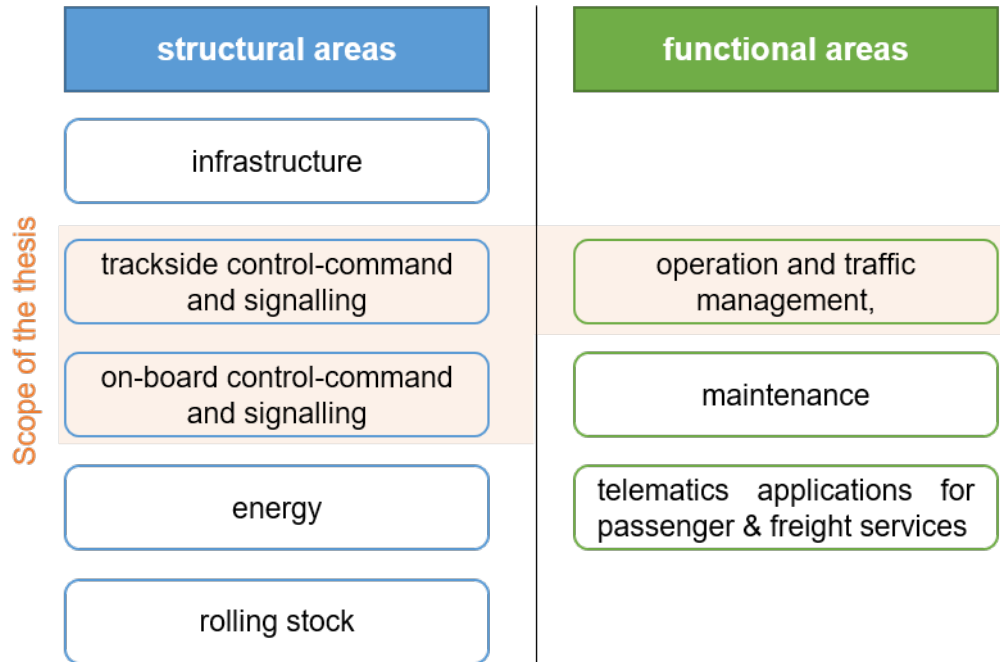 structural areas
functional areas
infrastructure
Scope of the thesis
trackside control-command
and signalling
operation and traffic
management,
on-board control-command
and signalling
maintenance
energy
telematics applications for
passenger & freight services
rolling stock